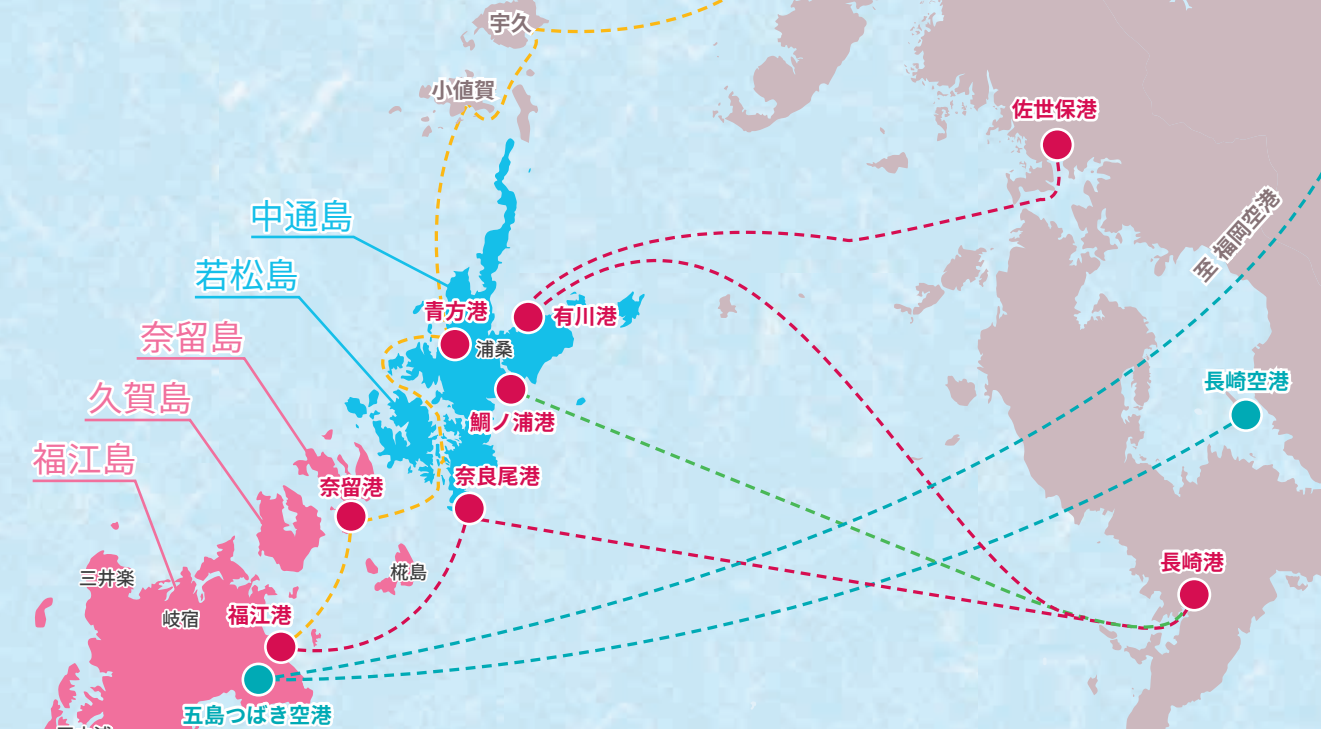 宇久
小値賀
佐世保港
中通島
至 福岡空港
若松島
青方港
有川港
奈留島
浦桑
長崎空港
久賀島
鯛ノ浦港
福江島
奈良尾港
奈留港
長崎港
椛島
三井楽
岐宿
福江港
五島つばき空港